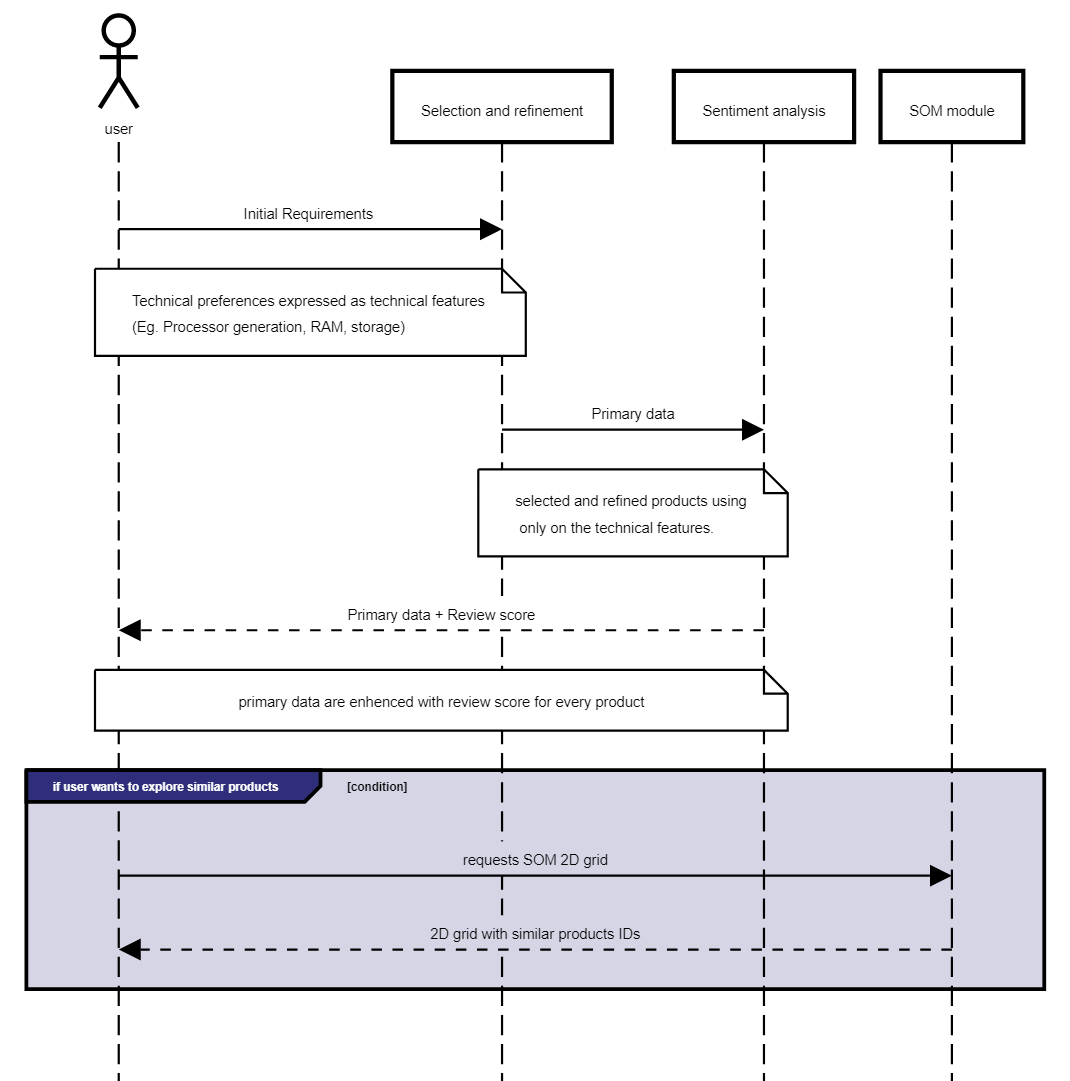 user
Selection and refinement
Sentiment analysis
SOM module
Initial Requirements
Technical preferences expressed as technical features
(Eg. Processor generation, RAM, storage)
Primary data
selected and refined products using
only on the technical features.
Primary data + Review score
primary data are enhanced with review score for every product
if user wants to explore similar products
[condition]
requests SOM 2D grid
2D grid with similar products IDs